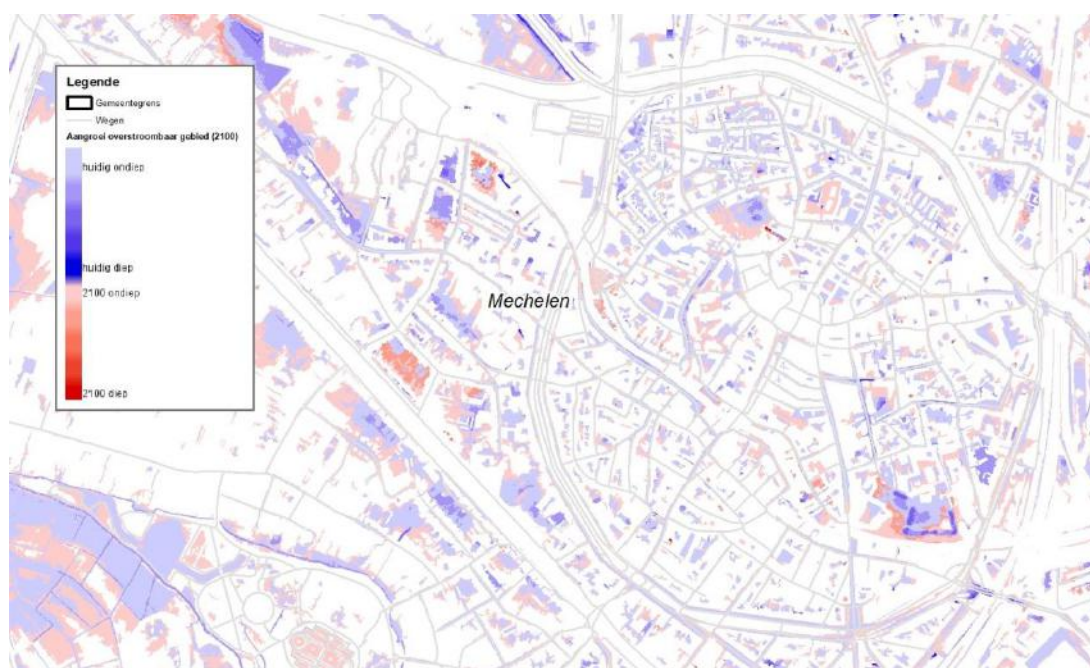 Legende
Gemeentegrens
Wegen
Aangroei overstroombaar gebied (2100)
huidig ondiep
huidig diep
2100 ondiep
2100 diep
Mechelen